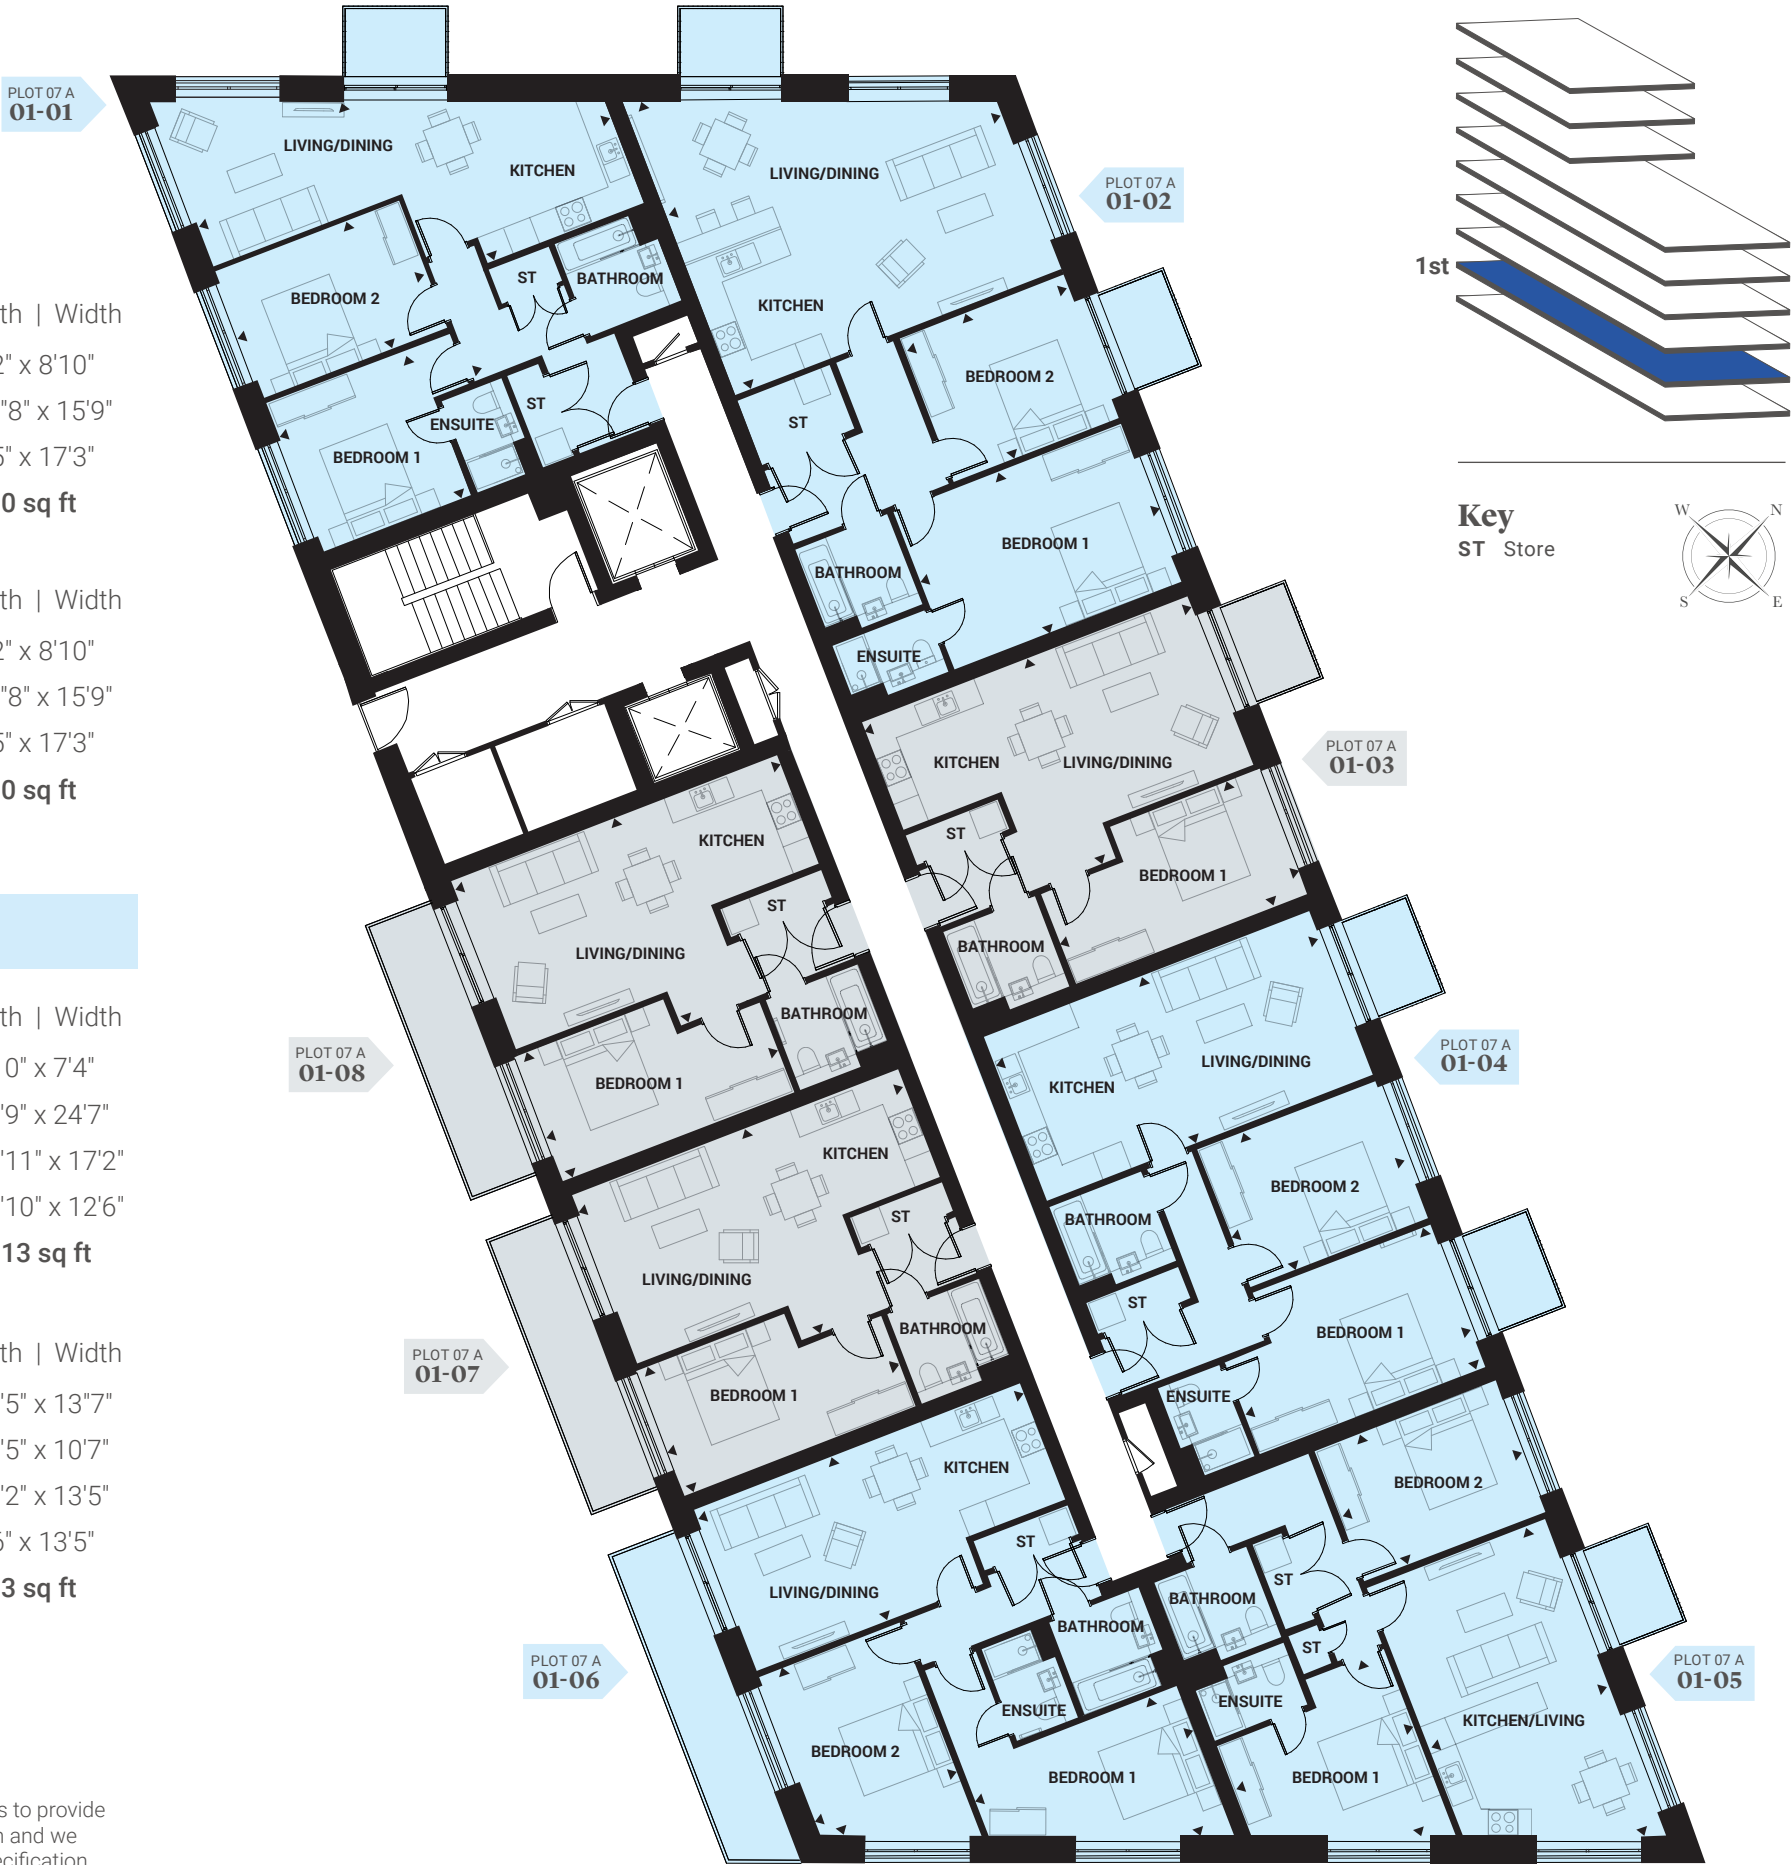 th | Width
2" x 8'10"
"8" x 15'9"
5" x 17'3"
0 sq ft
th | Width
2" x 8'10"
"8" x 15'9"
5" x 17'3"
0 sq ft
th | Width
0" x 7'4"
'9" x 24'7"
'11" x 17'2"
'10" x 12'6"
13 sq ft
th | Width
'5" x 13"7"
'5" x 10'7"
'2" x 13'5"
6" x 13'5"
3 sq ft
s to provide
n and we
ecification
PLOT 07 A
01-01
LIVING/DINING
KITCHEN
BEDROOM 2
ST
BATHROOM
BEDROOM 1
ENSUITE
ST
PLOT 07 A
01-02
LIVING/DINING
KITCHEN
BEDROOM 2
ST
BEDROOM 1
BATHROOM
ENSUITE
PLOT 07 A
01-03
KITCHEN
LIVING/DINING
ST
BEDROOM 1
BATHROOM
PLOT 07 A
01-04
LIVING/DINING
KITCHEN
BEDROOM 2
BATHROOM
ST
BEDROOM 1
ENSUITE
PLOT 07 A
01-05
BEDROOM 2
BATHROOM
ST
ST
ENSUITE
KITCHEN/LIVING
BEDROOM 1
PLOT 07 A
01-06
KITCHEN
ST
LIVING/DINING
BATHROOM
ENSUITE
BEDROOM 2
BEDROOM 1
PLOT 07 A
01-07
KITCHEN
ST
LIVING/DINING
BATHROOM
BEDROOM 1
PLOT 07 A
01-08
KITCHEN
ST
LIVING/DINING
BATHROOM
BEDROOM 1
1st
Key
ST Store
W N
S E